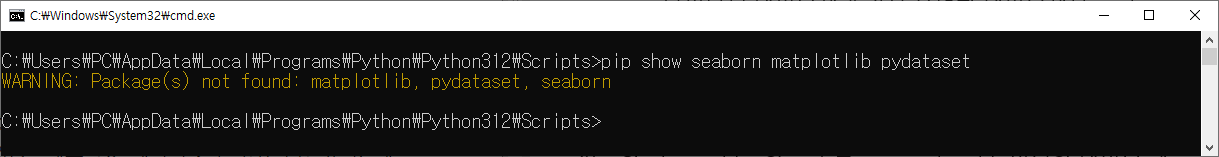 C:\Windows\System32\cmd.exe
C:₩Users₩PC₩AppData₩Local₩Programs₩Python₩Python312₩Scripts>pip show seaborn matplotlib pydataset
WARNING: Package(s) not found: matplotlib, pydataset, seaborn
C:₩Users₩PC₩AppData₩Local₩Programs₩Python₩Python312₩Scripts>